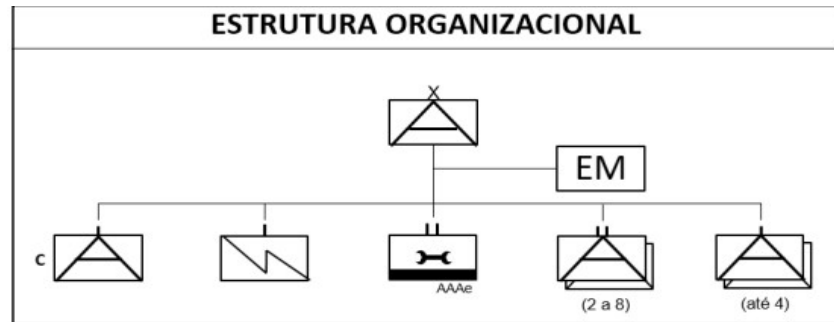 ESTRUTURA ORGANIZACIONAL
X
EM
C
AAAe
(2 a 8)
(até 4)